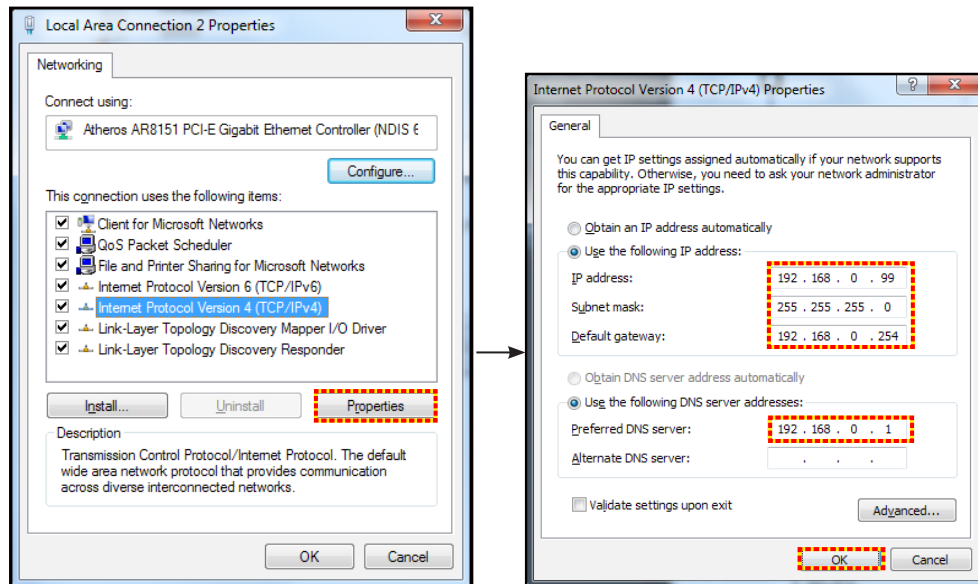 Local Area Connection 2 Properties
Networking
Connect using:
Atheros AR8151 PCI-E Gigabit Ethernet Controller (NDIS 6
Configure...
This connection uses the following items:
Client for Microsoft Networks
QoS Packet Scheduler
File and Printer Sharing for Microsoft Networks
Internet Protocol Version 6 (TCP/IPv6)
Internet Protocol Version 4 (TCP/IPv4)
Link-Layer Topology Discovery Mapper I/O Driver
Link-Layer Topology Discovery Responder
Install...
Uninstall
Properties
Description
Transmission Control Protocol/Internet Protocol. The default
wide area network protocol that provides communication
across diverse interconnected networks.
OK
Cancel
Internet Protocol Version 4 (TCP/IPv4) Properties
General
You can get IP settings assigned automatically if your network supports
this capability. Otherwise, you need to ask your network administrator
for the appropriate IP settings.
Obtain an IP address automatically
Use the following IP address:
IP address: 192 . 168 . 0 . 99
Subnet mask: 255 . 255 . 255 . 0
Default gateway: 192 . 168 . 0 . 254
Obtain DNS server address automatically
Use the following DNS server addresses:
Preferred DNS server: 192 . 168 . 0 . 1
Alternate DNS server: . . .
Validate settings upon exit
Advanced...
OK
Cancel